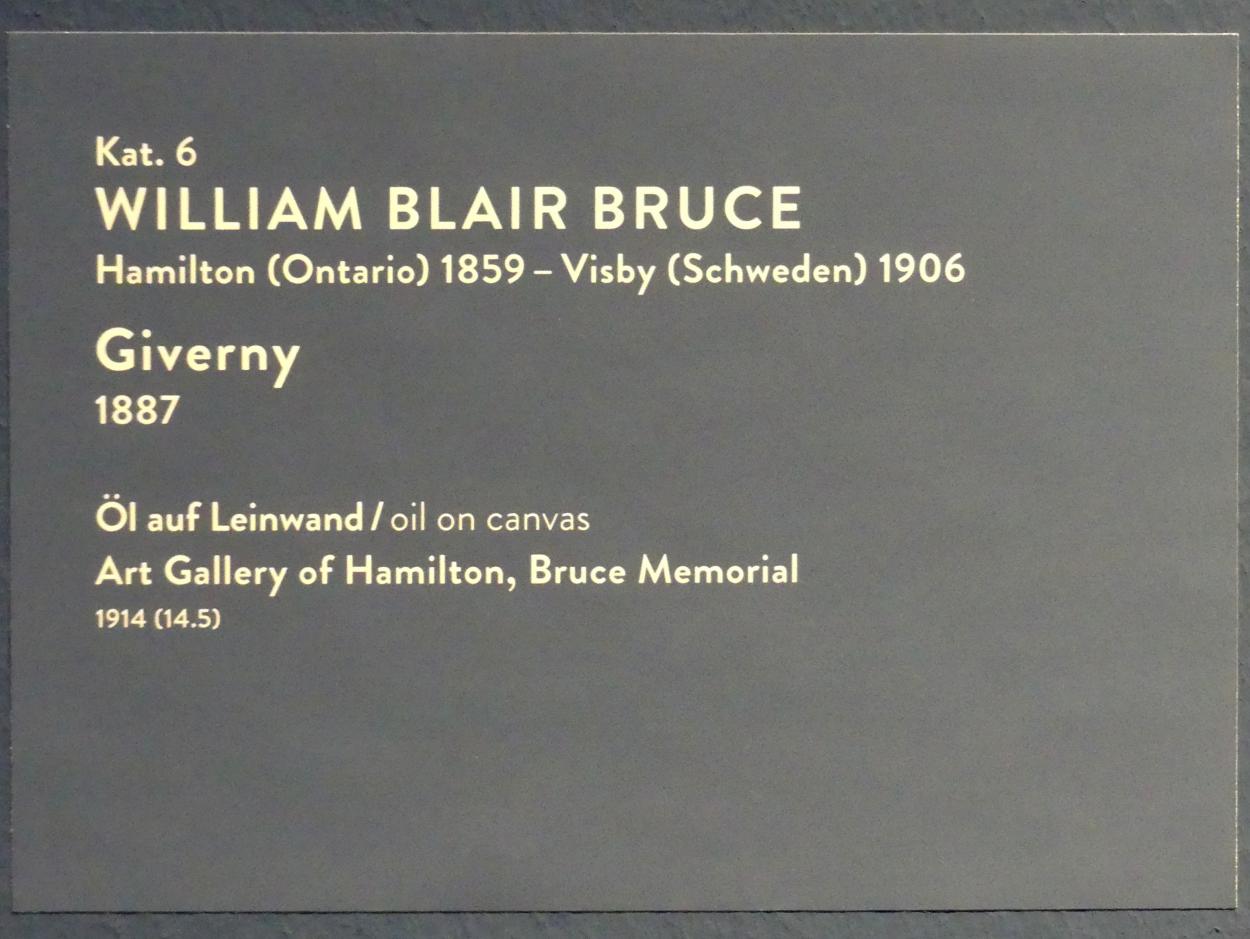 Kat. 6
WILLIAM BLAIR BRUCE
Hamilton (Ontario) 1859 – Visby (Schweden) 1906
Giverny
1887
Öl auf Leinwand / oil on canvas
Art Gallery of Hamilton, Bruce Memorial
1914 (14.5)